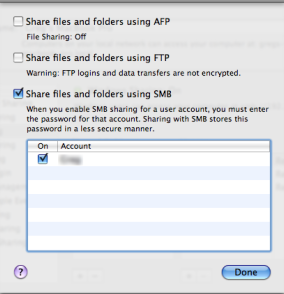 Share files and folders using AFP
File Sharing: Off
Share files and folders using FTP
Warning: FTP logins and data transfers are not encrypted.
Share files and folders using SMB
When you enable SMB sharing for a user account, you must enter
the password for that account. Sharing with SMB stores this
password in a less secure manner.
On Account
? Done